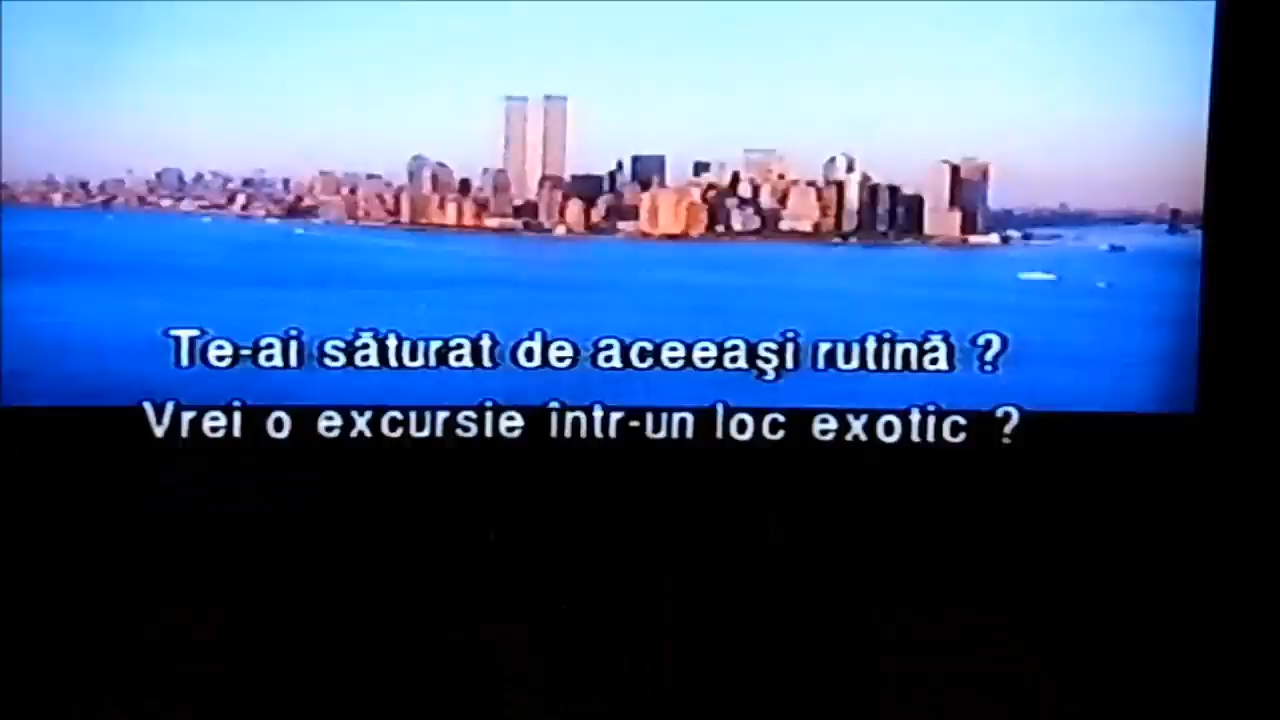 Te-ai săturat de aceeaşi rutină ?
Vrei o excursie într-un loc exotic ?